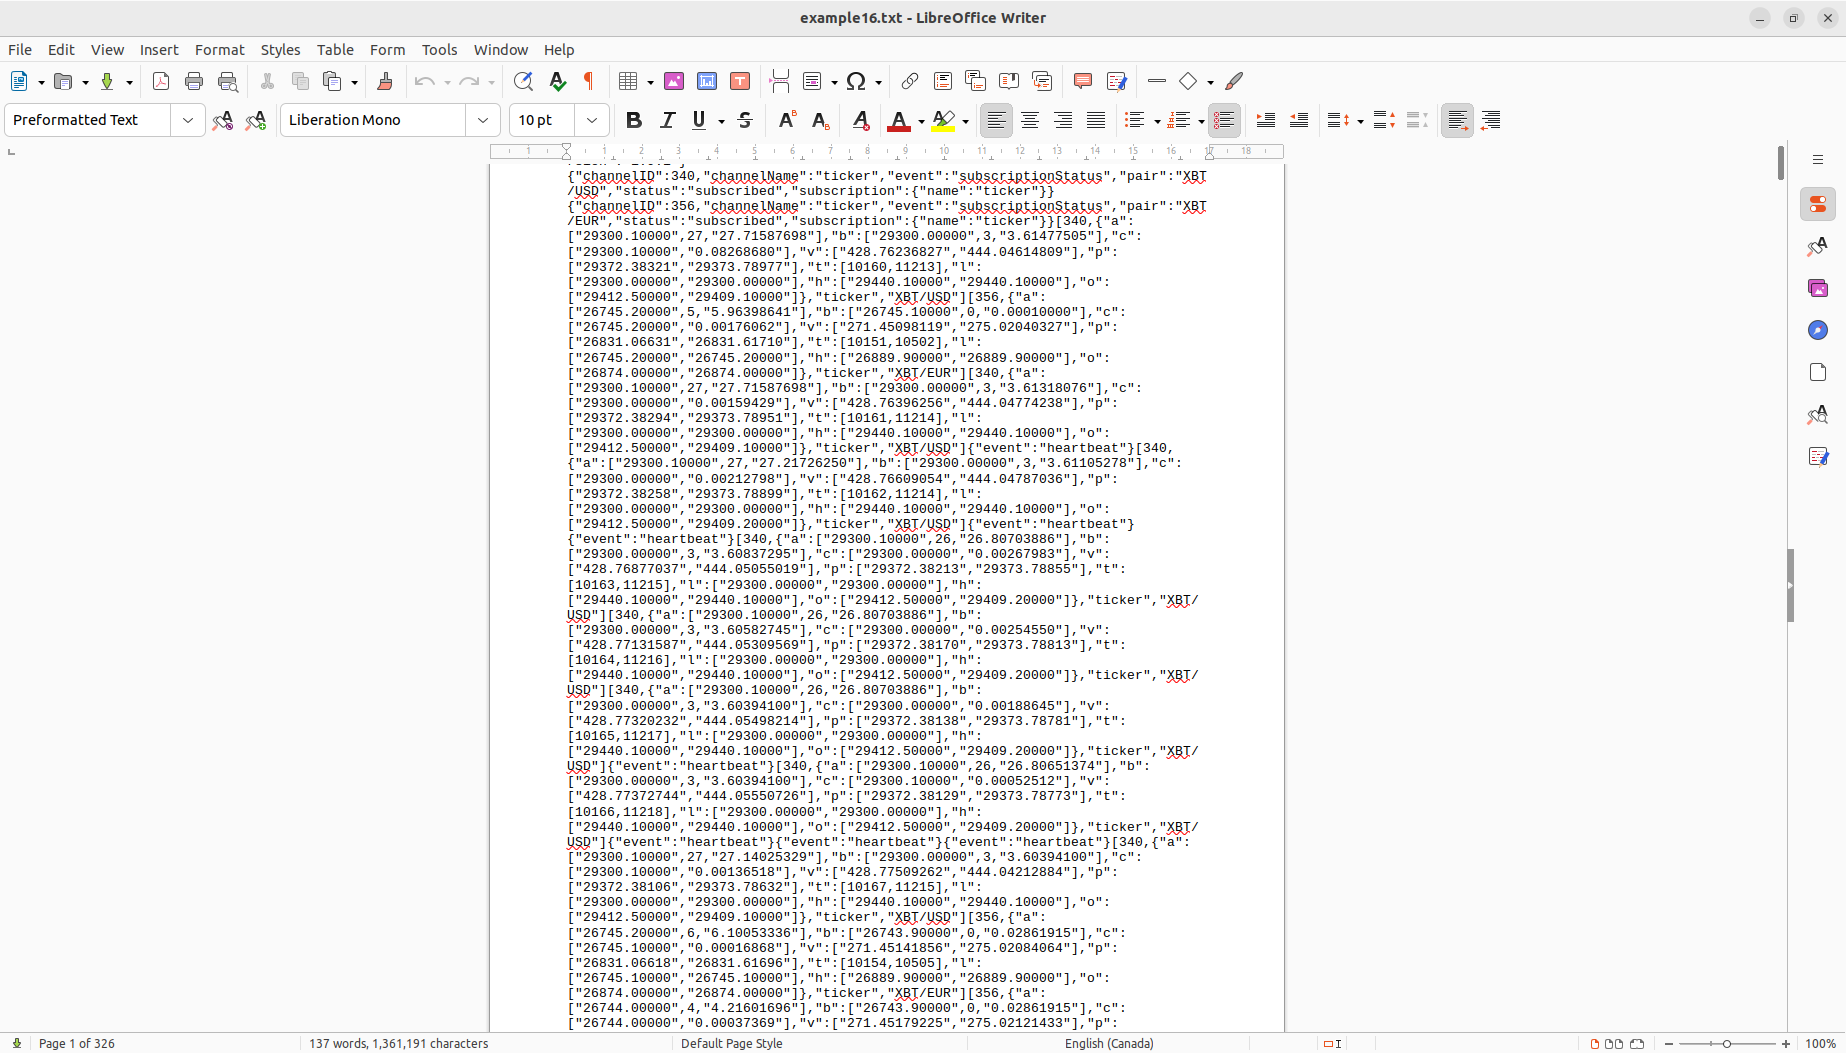 example16.txt - LibreOffice Writer
File Edit View Insert Format Styles Table Form Tools Window Help
Preformatted Text
Liberation Mono
10 pt
1 1 2 3 4 5 6 7 8 9 10 11 12 13 14 15 16 17 18
{"channelID":340,"channelName":"ticker","event":"subscriptionStatus","pair":"XBT
/USD","status":"subscribed","subscription":{"name":"ticker"}}
{"channelID":356,"channelName":"ticker","event":"subscriptionStatus","pair":"XBT
/EUR","status":"subscribed","subscription":{"name":"ticker"}}[340,{"a":
["29300.10000",27,"27.71587698"],"b":["29300.00000",3,"3.61477505"],"c":
["29300.10000","0.08268680"],"v":["428.76236827","444.04614809"],"p":
["29372.38321","29373.78977"],"t":[10160,11213],"l":
["29300.00000","29300.00000"],"h":["29440.10000","29440.10000"],"o":
["29412.50000","29409.10000"]},"ticker","XBT/USD"][356,{"a":
["26745.20000",5,"5.96398641"],"b":["26745.10000",0,"0.00010000"],"c":
["26745.20000","0.00176062"],"v":["271.45098119","275.02040327"],"p":
["26831.06631","26831.61710"],"t":[10151,10502],"l":
["26745.20000","26745.20000"],"h":["26889.90000","26889.90000"],"o":
["26874.00000","26874.00000"]},"ticker","XBT/EUR"][340,{"a":
["29300.10000",27,"27.71587698"],"b":["29300.00000",3,"3.61318076"],"c":
["29300.00000","0.00159429"],"v":["428.76396256","444.04774238"],"p":
["29372.38294","29373.78951"],"t":[10161,11214],"l":
["29300.00000","29300.00000"],"h":["29440.10000","29440.10000"],"o":
["29412.50000","29409.10000"]},"ticker","XBT/USD"]{"event":"heartbeat"}[340,
{"a":["29300.10000",27,"27.21726250"],"b":["29300.00000",3,"3.61105278"],"c":
["29300.00000","0.00212798"],"v":["428.76609054","444.04787036"],"p":
["29372.38258","29373.78899"],"t":[10162,11214],"l":
["29300.00000","29300.00000"],"h":["29440.10000","29440.10000"],"o":
["29412.50000","29409.20000"]},"ticker","XBT/USD"]{"event":"heartbeat"}
{"event":"heartbeat"}[340,{"a":["29300.10000",26,"26.80703886"],"b":
["29300.00000",3,"3.60837295"],"c":["29300.00000","0.00267983"],"v":
["428.76877037","444.05055019"],"p":["29372.38213","29373.78855"],"t":
[10163,11215],"l":["29300.00000","29300.00000"],"h":
["29440.10000","29440.10000"],"o":["29412.50000","29409.20000"]},"ticker","XBT/
USD"][340,{"a":["29300.10000",26,"26.80703886"],"b":
["29300.00000",3,"3.60582745"],"c":["29300.00000","0.00254550"],"v":
["428.77131587","444.05309569"],"p":["29372.38170","29373.78813"],"t":
[10164,11216],"l":["29300.00000","29300.00000"],"h":
["29440.10000","29440.10000"],"o":["29412.50000","29409.20000"]},"ticker","XBT/
USD"][340,{"a":["29300.10000",26,"26.80703886"],"b":
["29300.00000",3,"3.60394100"],"c":["29300.00000","0.00188645"],"v":
["428.77320232","444.05498214"],"p":["29372.38138","29373.78781"],"t":
[10165,11217],"l":["29300.00000","29300.00000"],"h":
["29440.10000","29440.10000"],"o":["29412.50000","29409.20000"]},"ticker","XBT/
USD"]{"event":"heartbeat"}[340,{"a":["29300.10000",26,"26.80651374"],"b":
["29300.00000",3,"3.60394100"],"c":["29300.10000","0.00052512"],"v":
["428.77372744","444.05550726"],"p":["29372.38129","29373.78773"],"t":
[10166,11218],"l":["29300.00000","29300.00000"],"h":
["29440.10000","29440.10000"],"o":["29412.50000","29409.20000"]},"ticker","XBT/
USD"]{"event":"heartbeat"}{"event":"heartbeat"}{"event":"heartbeat"}[340,{"a":
["29300.10000",27,"27.14025329"],"b":["29300.00000",3,"3.60394100"],"c":
["29300.10000","0.00136518"],"v":["428.77509262","444.04212884"],"p":
["29372.38106","29373.78632"],"t":[10167,11215],"l":
["29300.00000","29300.00000"],"h":["29440.10000","29440.10000"],"o":
["29412.50000","29409.10000"]},"ticker","XBT/USD"][356,{"a":
["26745.20000",6,"6.10053336"],"b":["26743.90000",0,"0.02861915"],"c":
["26745.10000","0.00016868"],"v":["271.45141856","275.02084064"],"p":
["26831.06618","26831.61696"],"t":[10154,10505],"l":
["26745.10000","26745.10000"],"h":["26889.90000","26889.90000"],"o":
["26874.00000","26874.00000"]},"ticker","XBT/EUR"][356,{"a":
["26744.00000",4,"4.21601696"],"b":["26743.90000",0,"0.02861915"],"c":
["26744.00000","0.00037369"],"v":["271.45179225","275.02121433"],"p":
Page 1 of 326
137 words, 1,361,191 characters
Default Page Style
English (Canada)
100%